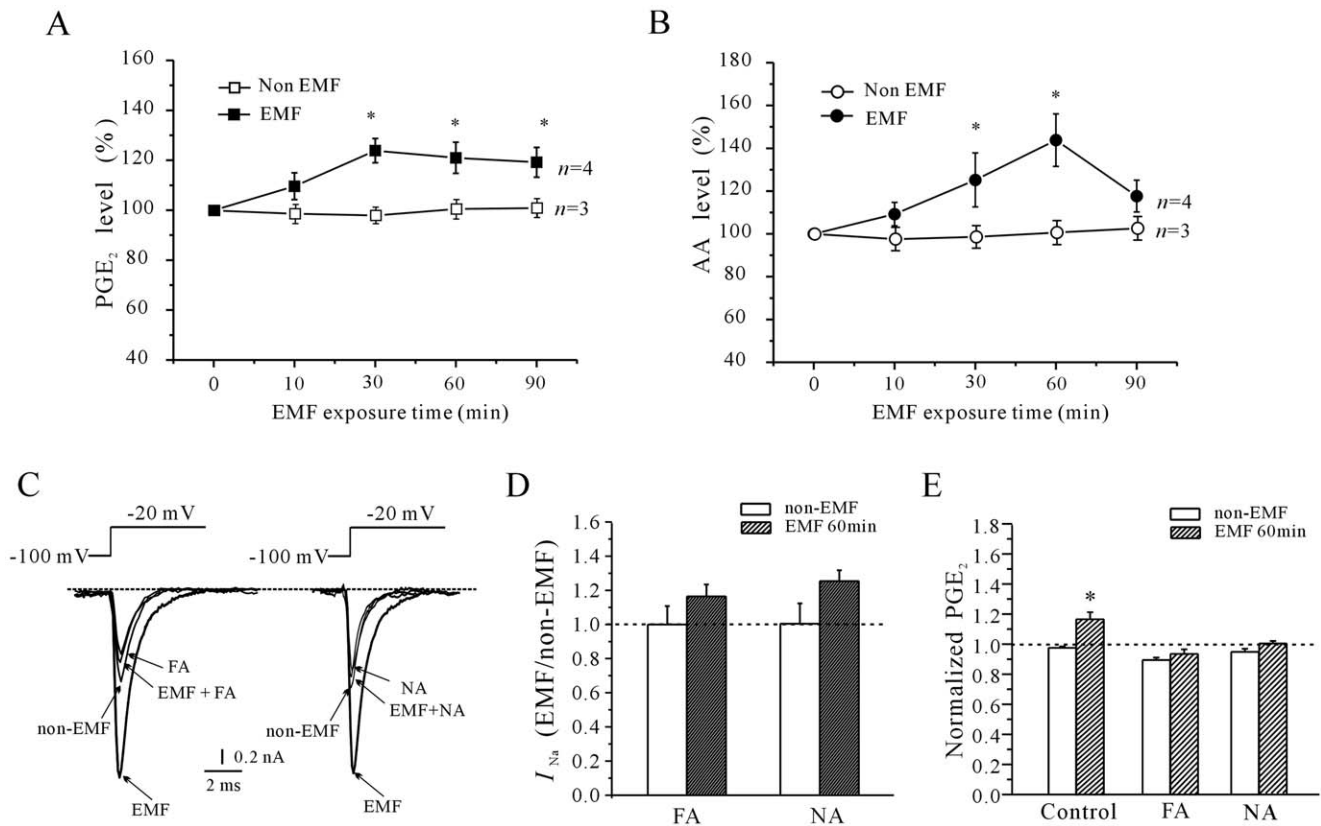 A
160
140
120
100
80
60
40
PGE₂ level (%)
Non EMF
EMF
*
*
*
n=4
n=3
0
10
30
60
90
EMF exposure time (min)
B
180
160
140
120
100
80
60
40
AA level (%)
Non EMF
EMF
*
*
n=4
n=3
0
10
30
60
90
EMF exposure time (min)
C
-20 mV
-100 mV
FA
EMF + FA
non-EMF
0.2 nA
2 ms
EMF
-20 mV
-100 mV
NA
EMF+NA
non-EMF
EMF
D
non-EMF
EMF 60min
1.6
1.4
1.2
1.0
0.8
0.6
0.4
0.2
0.0
I Na (EMF/non-EMF)
FA
NA
E
non-EMF
EMF 60min
1.8
1.6
1.4
1.2
1.0
0.8
0.6
0.4
0.2
0.0
Normalized PGE₂
*
Control
FA
NA